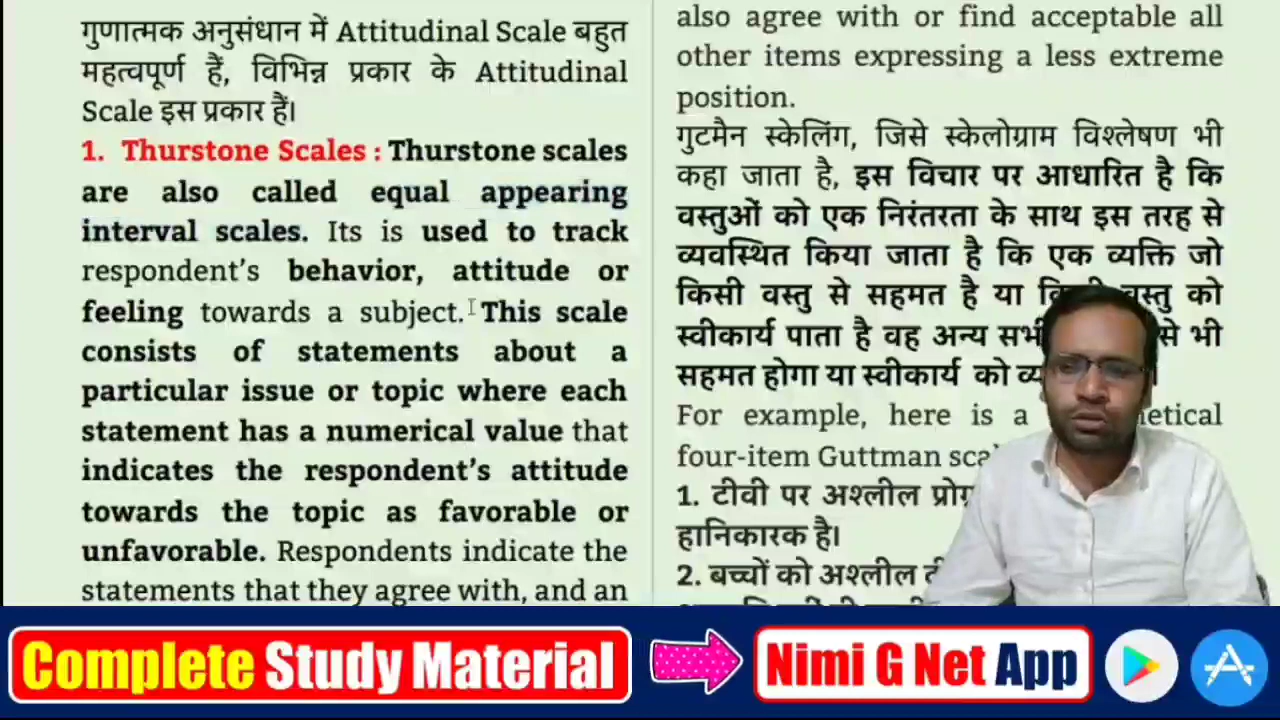 गुणात्मक अनुसंधान में Attitudinal Scale बहुत
महत्वपूर्ण हैं, विभिन्न प्रकार के Attitudinal
Scale इस प्रकार हैं।
1. Thurstone Scales : Thurstone scales
are also called equal appearing
interval scales. Its is used to track
respondent's behavior, attitude or
feeling towards a subject. This scale
consists of statements about a
particular issue or topic where each
statement has a numerical value that
indicates the respondent's attitude
towards the topic as favorable or
unfavorable. Respondents indicate the
statements that they agree with, and an
also agree with or find acceptable all
other items expressing a less extreme
position.
गुटमैन स्केलिंग, जिसे स्केलोग्राम विश्लेषण भी
कहा जाता है, इस विचार पर आधारित है कि
वस्तुओं को एक निरंतरता के साथ इस तरह से
व्यवस्थित किया जाता है कि एक व्यक्ति जो
किसी वस्तु से सहमत है या वस्तु को
स्वीकार्य पाता है वह अन्य से भी
सहमत होगा या स्वीकार्य को
For example, here is a
four-item Guttman
1. टीवी पर अश्लील
हानिकारक है।
2. बच्चों को अश्लील
Complete Study Material
Nimi G Net App